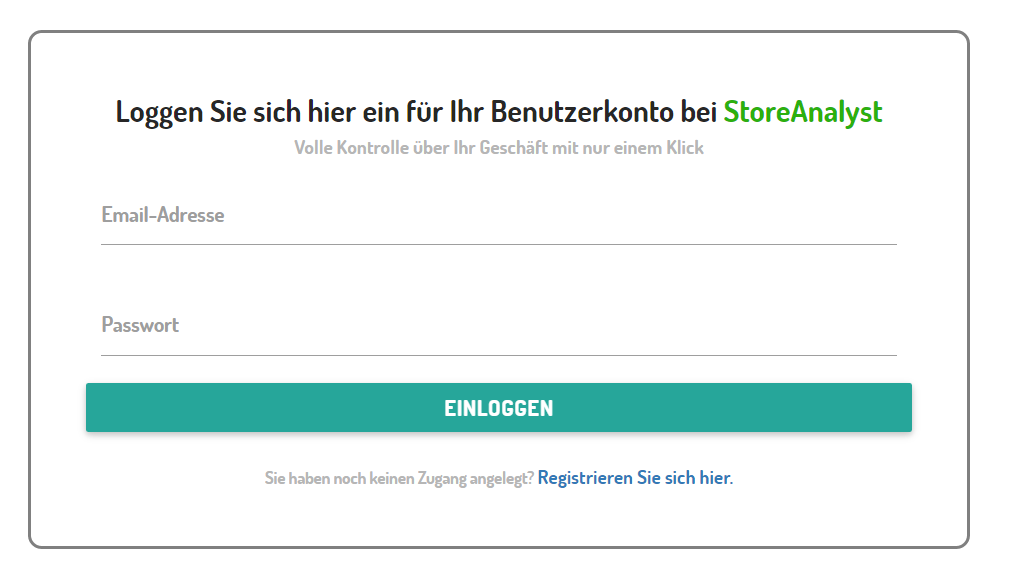 Loggen Sie sich hier ein für Ihr Benutzerkonto bei StoreAnalyst
Volle Kontrolle über Ihr Geschäft mit nur einem Klick
Email-Adresse
Passwort
EINLOGGEN
Sie haben noch keinen Zugang angelegt? Registrieren Sie sich hier.